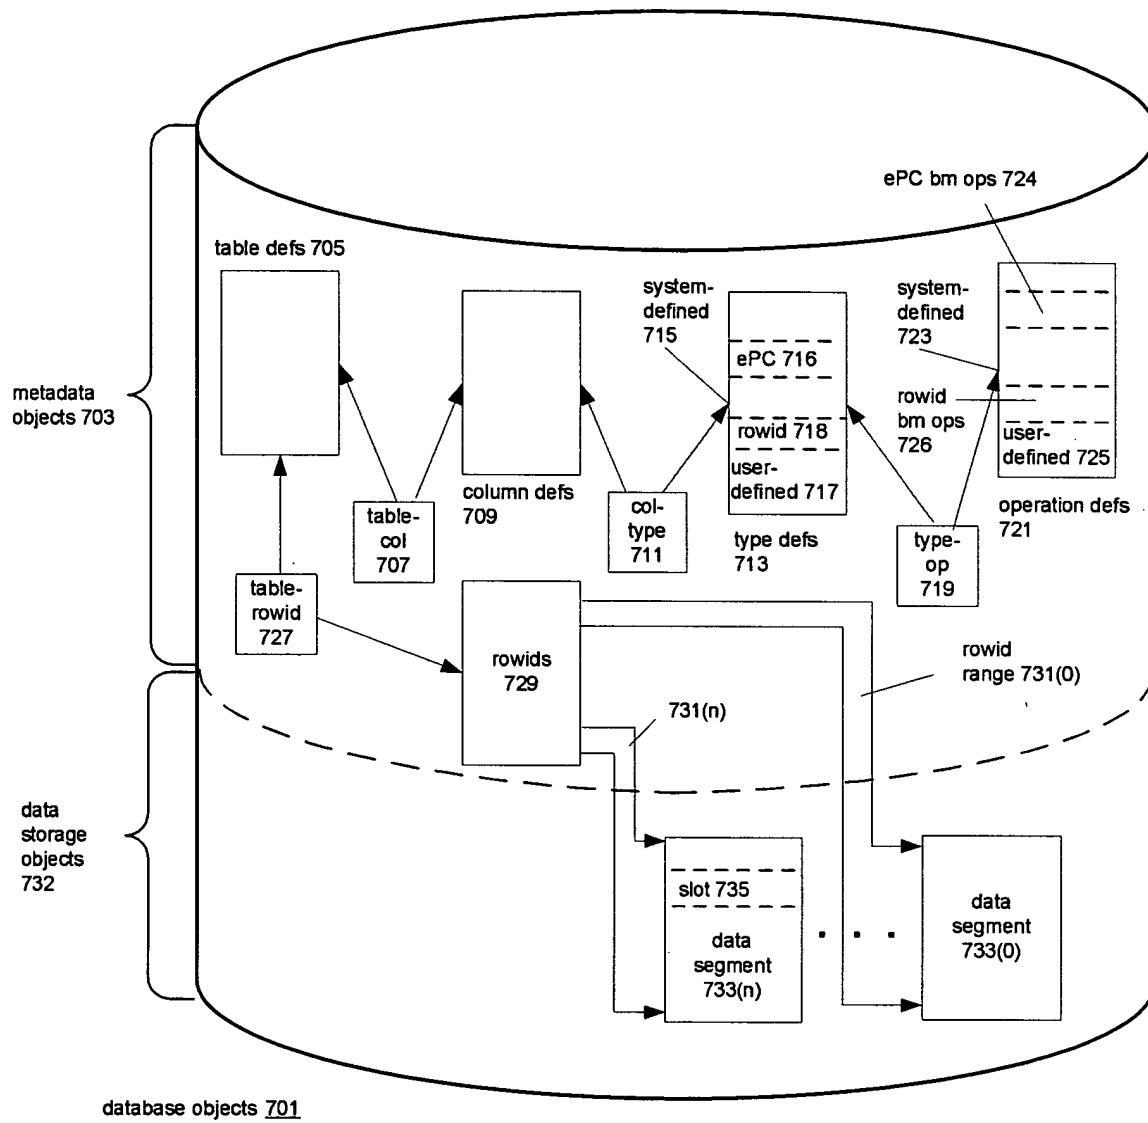 ePC bm ops 724
table defs 705
system-
defined
715
system-
defined
723
ePC 716
metadata
objects 703
rowid
bm ops
726
rowid 718
user-
defined 725
user-
defined 717
column defs
709
operation defs
721
table-
col
707
col-
type
711
type defs
713
type-
op
719
table-
rowid
727
rowids
729
rowid
range 731(0)
731(n)
data
storage
objects
732
slot 735
data
segment
733(n)
. . .
data
segment
733(0)
database objects 701